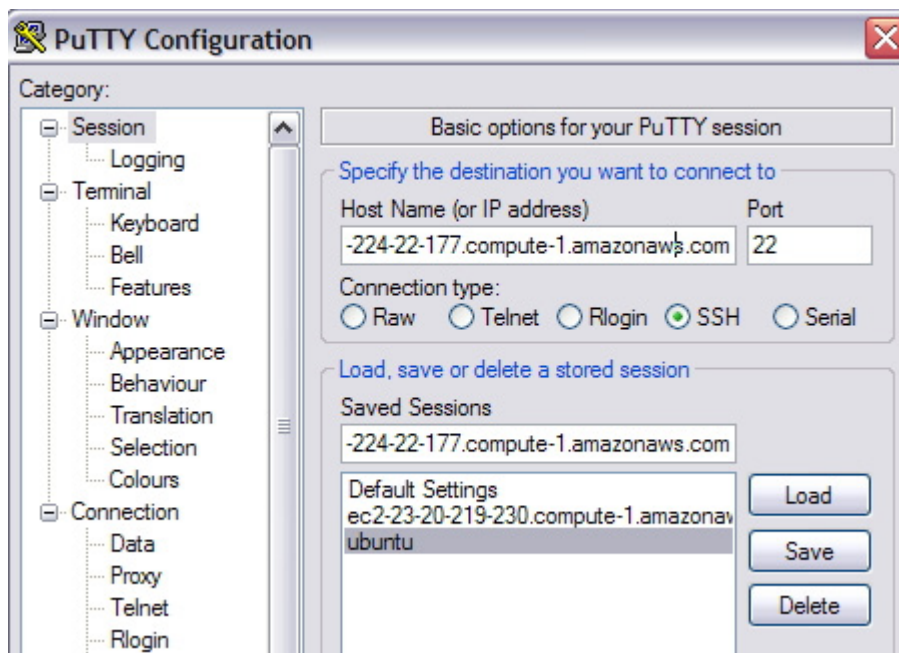 PuTTY Configuration
Category:
Session
Logging
Terminal
Keyboard
Bell
Features
Window
Appearance
Behaviour
Translation
Selection
Colours
Connection
Data
Proxy
Telnet
Rlogin
Basic options for your PuTTY session
Specify the destination you want to connect to
Host Name (or IP address) Port
-224-22-177.compute-1.amazonaws.com 22
Connection type:
Raw Telnet Rlogin SSH Serial
Load, save or delete a stored session
Saved Sessions
-224-22-177.compute-1.amazonaws.com
Default Settings
ec2-23-20-219-230.compute-1.amazonaw
ubuntu
Load
Save
Delete